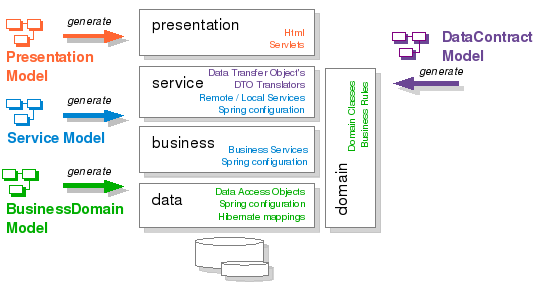 generate
Presentation
Model
presentation
Html
Servlets
DataContract
Model
generate
generate
Service Model
service
Data Transfer Object's
DTO Translators
Remote / Local Services
Spring configuration
business
Business Services
Spring configuration
generate
BusinessDomain
Model
data
Data Access Objects
Spring configuration
Hibernate mappings
domain
Domain Classes
Business Rules